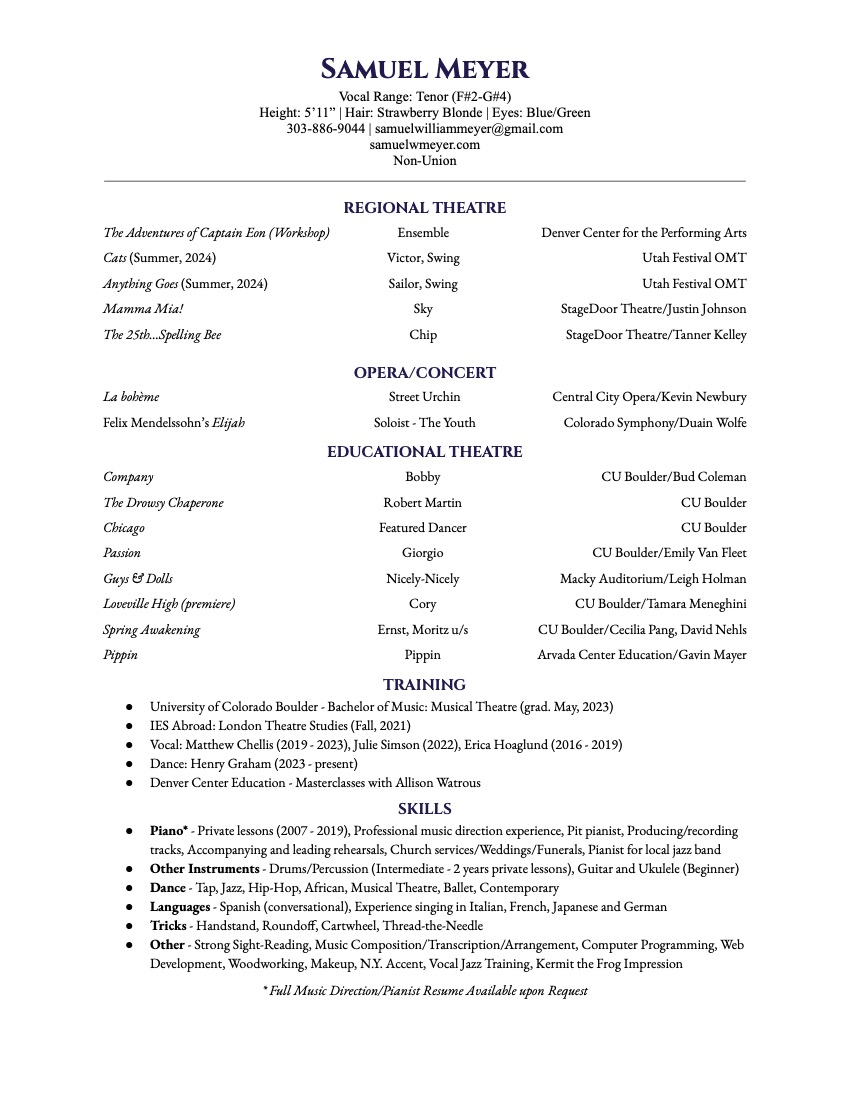 SAMUEL MEYER
Vocal Range: Tenor (F#2-G#4)
Height: 5’11” | Hair: Strawberry Blonde | Eyes: Blue/Green
303-886-9044 | samuelwilliammeyer@gmail.com
samuelwmeyer.com
Non-Union
REGIONAL THEATRE
The Adventures of Captain Eon (Workshop) Ensemble Denver Center for the Performing Arts
Cats (Summer, 2024) Victor, Swing Utah Festival OMT
Anything Goes (Summer, 2024) Sailor, Swing Utah Festival OMT
Mamma Mia! Sky StageDoor Theatre/Justin Johnson
The 25th...Spelling Bee Chip StageDoor Theatre/Tanner Kelley
OPERA/CONCERT
La bohème Street Urchin Central City Opera/Kevin Newbury
Felix Mendelssohn’s Elijah Soloist - The Youth Colorado Symphony/Duain Wolfe
EDUCATIONAL THEATRE
Company Bobby CU Boulder/Bud Coleman
The Drowsy Chaperone Robert Martin CU Boulder
Chicago Featured Dancer CU Boulder
Passion Giorgio CU Boulder/Emily Van Fleet
Guys & Dolls Nicely-Nicely Macky Auditorium/Leigh Holman
Loveville High (premiere) Cory CU Boulder/Tamara Meneghini
Spring Awakening Ernst, Moritz u/s CU Boulder/Cecilia Pang, David Nehls
Pippin Pippin Arvada Center Education/Gavin Mayer
TRAINING
● University of Colorado Boulder - Bachelor of Music: Musical Theatre (grad. May, 2023)
● IES Abroad: London Theatre Studies (Fall, 2021)
● Vocal: Matthew Chellis (2019 - 2023), Julie Simson (2022), Erica Hoaglund (2016 - 2019)
● Dance: Henry Graham (2023 - present)
● Denver Center Education - Masterclasses with Allison Watrous
SKILLS
● Piano* - Private lessons (2007 - 2019), Professional music direction experience, Pit pianist, Producing/recording
tracks, Accompanying and leading rehearsals, Church services/Weddings/Funerals, Pianist for local jazz band
● Other Instruments - Drums/Percussion (Intermediate - 2 years private lessons), Guitar and Ukulele (Beginner)
● Dance - Tap, Jazz, Hip-Hop, African, Musical Theatre, Ballet, Contemporary
● Languages - Spanish (conversational), Experience singing in Italian, French, Japanese and German
● Tricks - Handstand, Roundoff, Cartwheel, Thread-the-Needle
● Other - Strong Sight-Reading, Music Composition/Transcription/Arrangement, Computer Programming, Web
Development, Woodworking, Makeup, N.Y. Accent, Vocal Jazz Training, Kermit the Frog Impression
* Full Music Direction/Pianist Resume Available upon Request